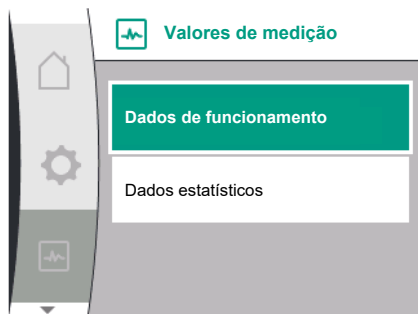 Valores de medição
Dados de funcionamento
Dados estatísticos